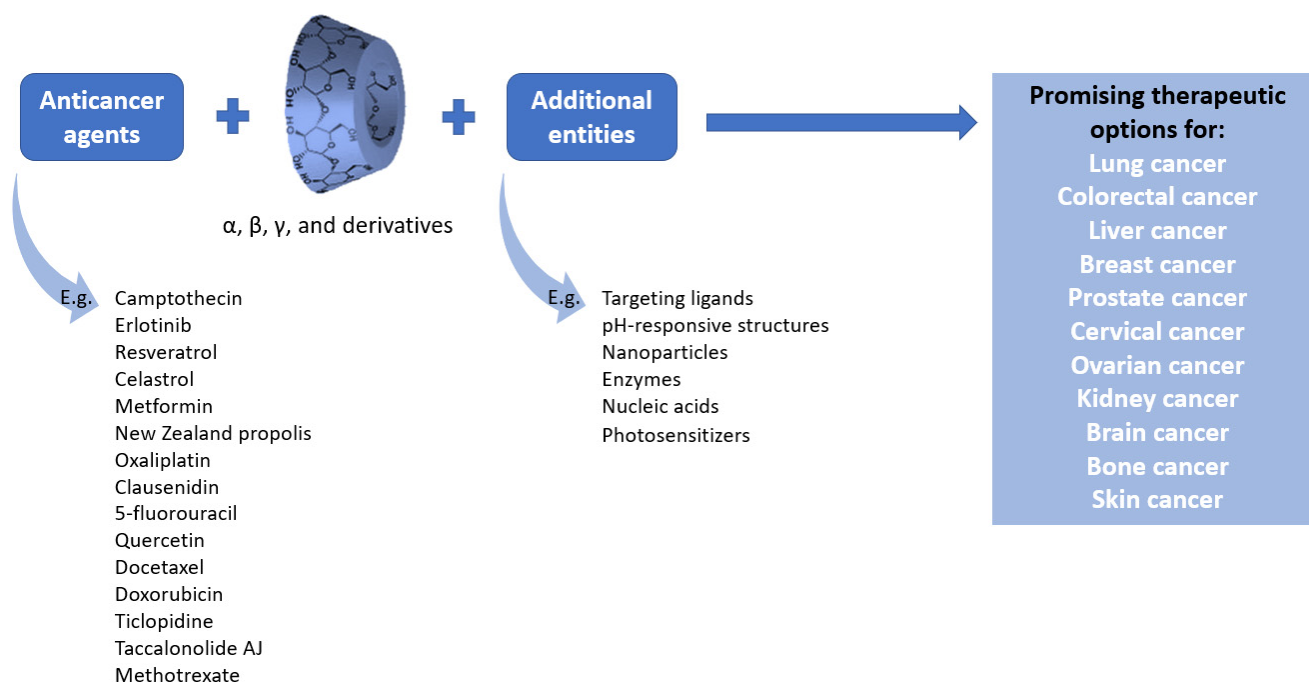 Anticancer
agents
Additional
entities
α, β, γ, and derivatives
E.g.
Camptothecin
Erlotinib
Resveratrol
Celastrol
Metformin
New Zealand propolis
Oxaliplatin
Clausenidin
5-fluorouracil
Quercetin
Docetaxel
Doxorubicin
Ticlopidine
Taccalonolide AJ
Methotrexate
E.g.
Targeting ligands
pH-responsive structures
Nanoparticles
Enzymes
Nucleic acids
Photosensitizers
Promising therapeutic
options for:
Lung cancer
Colorectal cancer
Liver cancer
Breast cancer
Prostate cancer
Cervical cancer
Ovarian cancer
Kidney cancer
Brain cancer
Bone cancer
Skin cancer